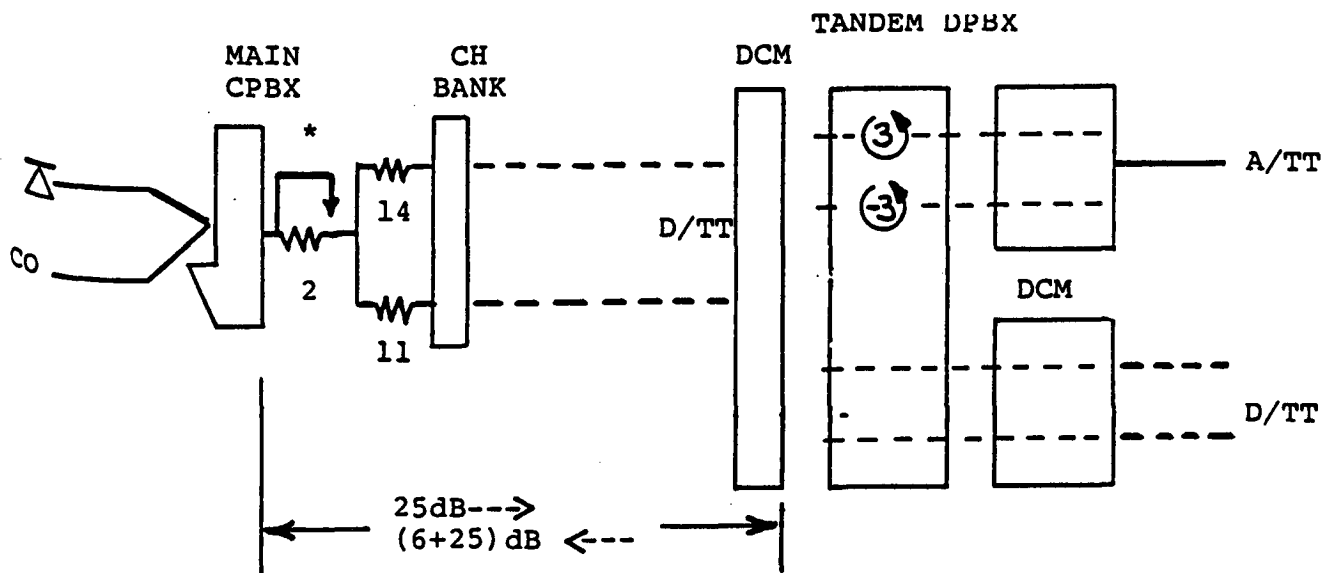 TANDEM DPBX
MAIN
CPBX
CH
BANK
DCM
*
3
A/TT
14
-3
D/TT
CO
2
DCM
11
D/TT
25dB--->
(6+25)dB <---